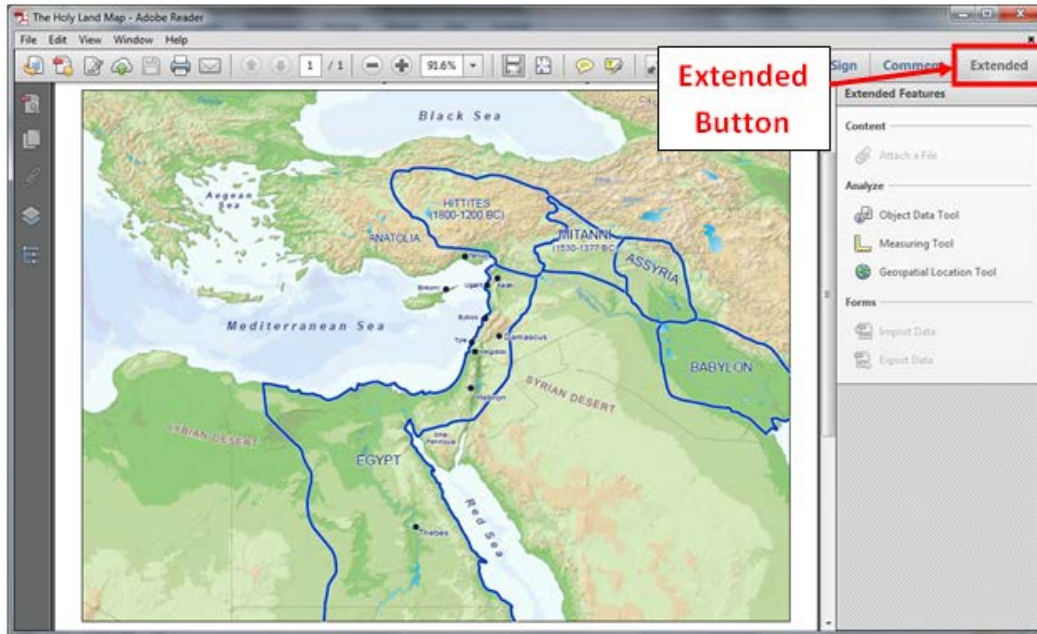 The Holy Land Map - Adobe Reader
File Edit View Window Help
1 / 1
91.6%
Sign
Comment
Extended
Extended
Button
Extended Features
Content
Attach a File
Analyze
Object Data Tool
Measuring Tool
Geospatial Location Tool
Forms
Import Data
Export Data
Black Sea
Aegean
Sea
HITTITES
(1800-1200 BC)
ANATOLIA
MITANNI
(1530-1377 BC)
ASSYRIA
Mediterranean Sea
Byblos
Tyre
Damascus
BABYLON
Hebron
SYRIAN DESERT
LYBIAN DESERT
EGYPT
Red Sea
Thebes